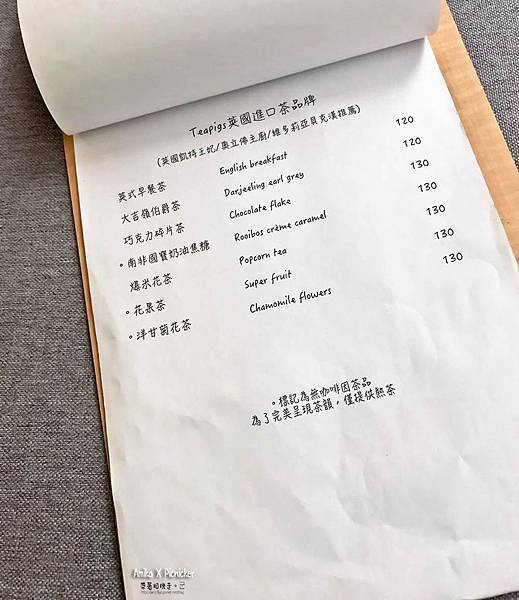 Teapigs英國進口茶品牌
(英國凱特王妃/奧立佛主廚/維多莉亞貝克漢推薦)
英式早餐茶 English breakfast 120
大吉嶺伯爵茶 Darjeeling earl grey 120
巧克力碎片茶 Chocolate flake 130
。南非國寶奶油焦糖 Rooibos crème caramel 130
爆米花茶 Popcorn tea 130
。花果茶 Super fruit 130
。洋甘菊花茶 Chamomile flowers 130
。標記為無咖啡因茶品
為了完美呈現茶韻，僅提供熱茶
Anika X Picnicker